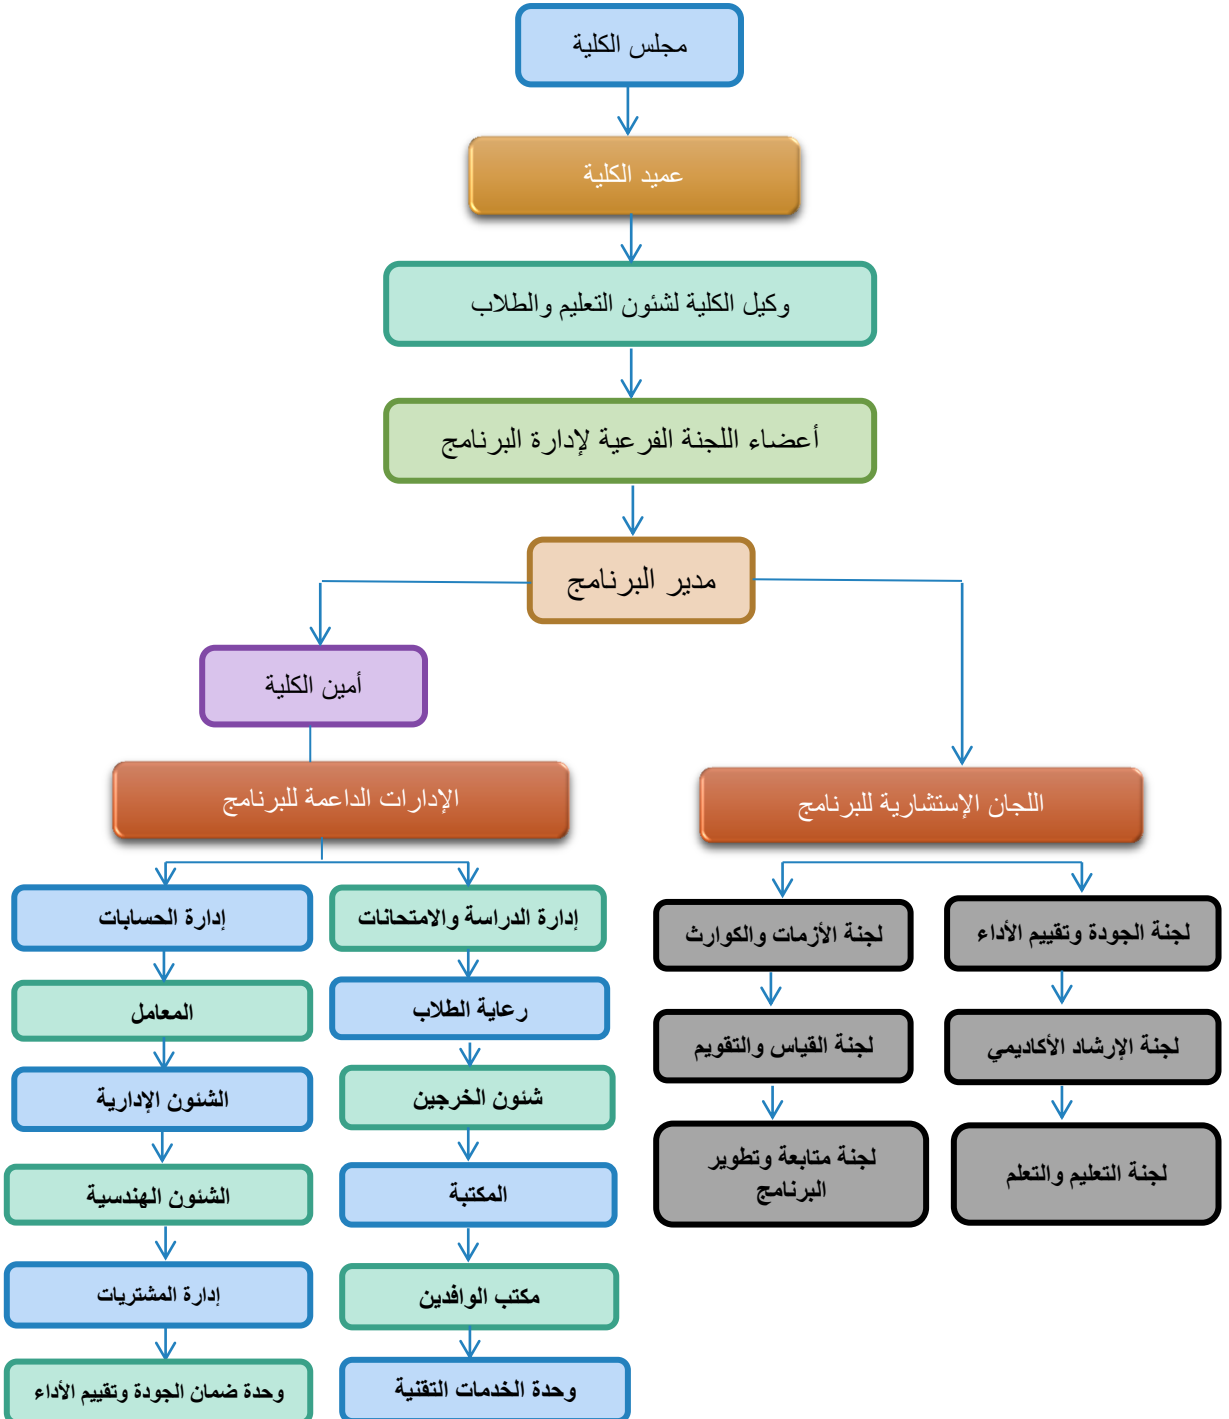 مجلس الكلية
عميد الكلية
وكيل الكلية لشئون التعليم والطلاب
أعضاء اللجنة الفرعية لإدارة البرنامج
مدير البرنامج
أمين الكلية
اللجان الإستشارية للبرنامج
الإدارات الداعمة للبرنامج
لجنة الجودة وتقييم الأداء
لجنة الأزمات والكوارث
إدارة الدراسة والامتحانات
إدارة الحسابات
لجنة الإرشاد الأكاديمي
لجنة القياس والتقويم
رعاية الطلاب
المعامل
لجنة التعليم والتعلم
لجنة متابعة وتطوير
البرنامج
شئون الخرجين
الشئون الإدارية
المكتبة
الشئون الهندسية
مكتب الوافدين
إدارة المشتريات
وحدة الخدمات التقنية
وحدة ضمان الجودة وتقييم الأداء